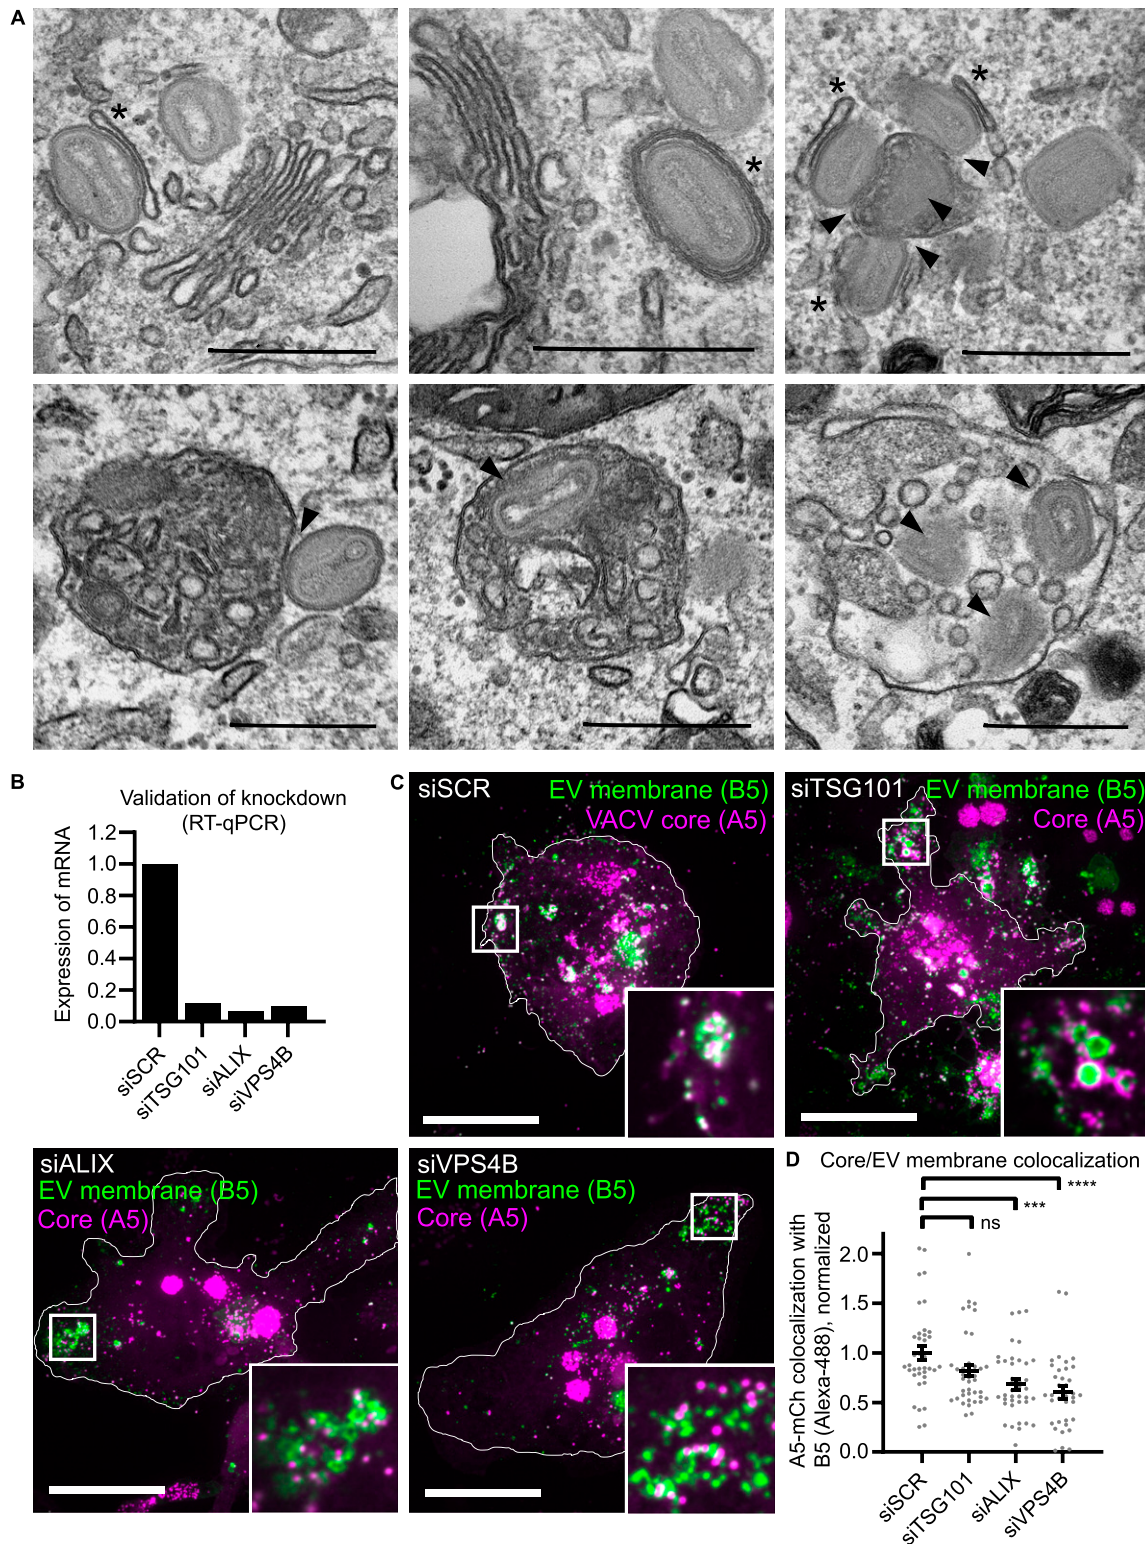 A
*
*
*
*
*
B
Validation of knockdown
(RT-qPCR)
Expression of mRNA
1.2
1.0
0.8
0.6
0.4
0.2
0.0
siSCR
siTSG101
siALIX
siVPS4B
C
siSCR
EV membrane (B5)
VACV core (A5)
siTSG101
EV membrane (B5)
Core (A5)
siALIX
EV membrane (B5)
Core (A5)
siVPS4B
EV membrane (B5)
Core (A5)
D
Core/EV membrane colocalization
****
***
ns
A5-mCh colocalization with
B5 (Alexa-488), normalized
2.0
1.5
1.0
0.5
0.0
siSCR
siTSG101
siALIX
siVPS4B